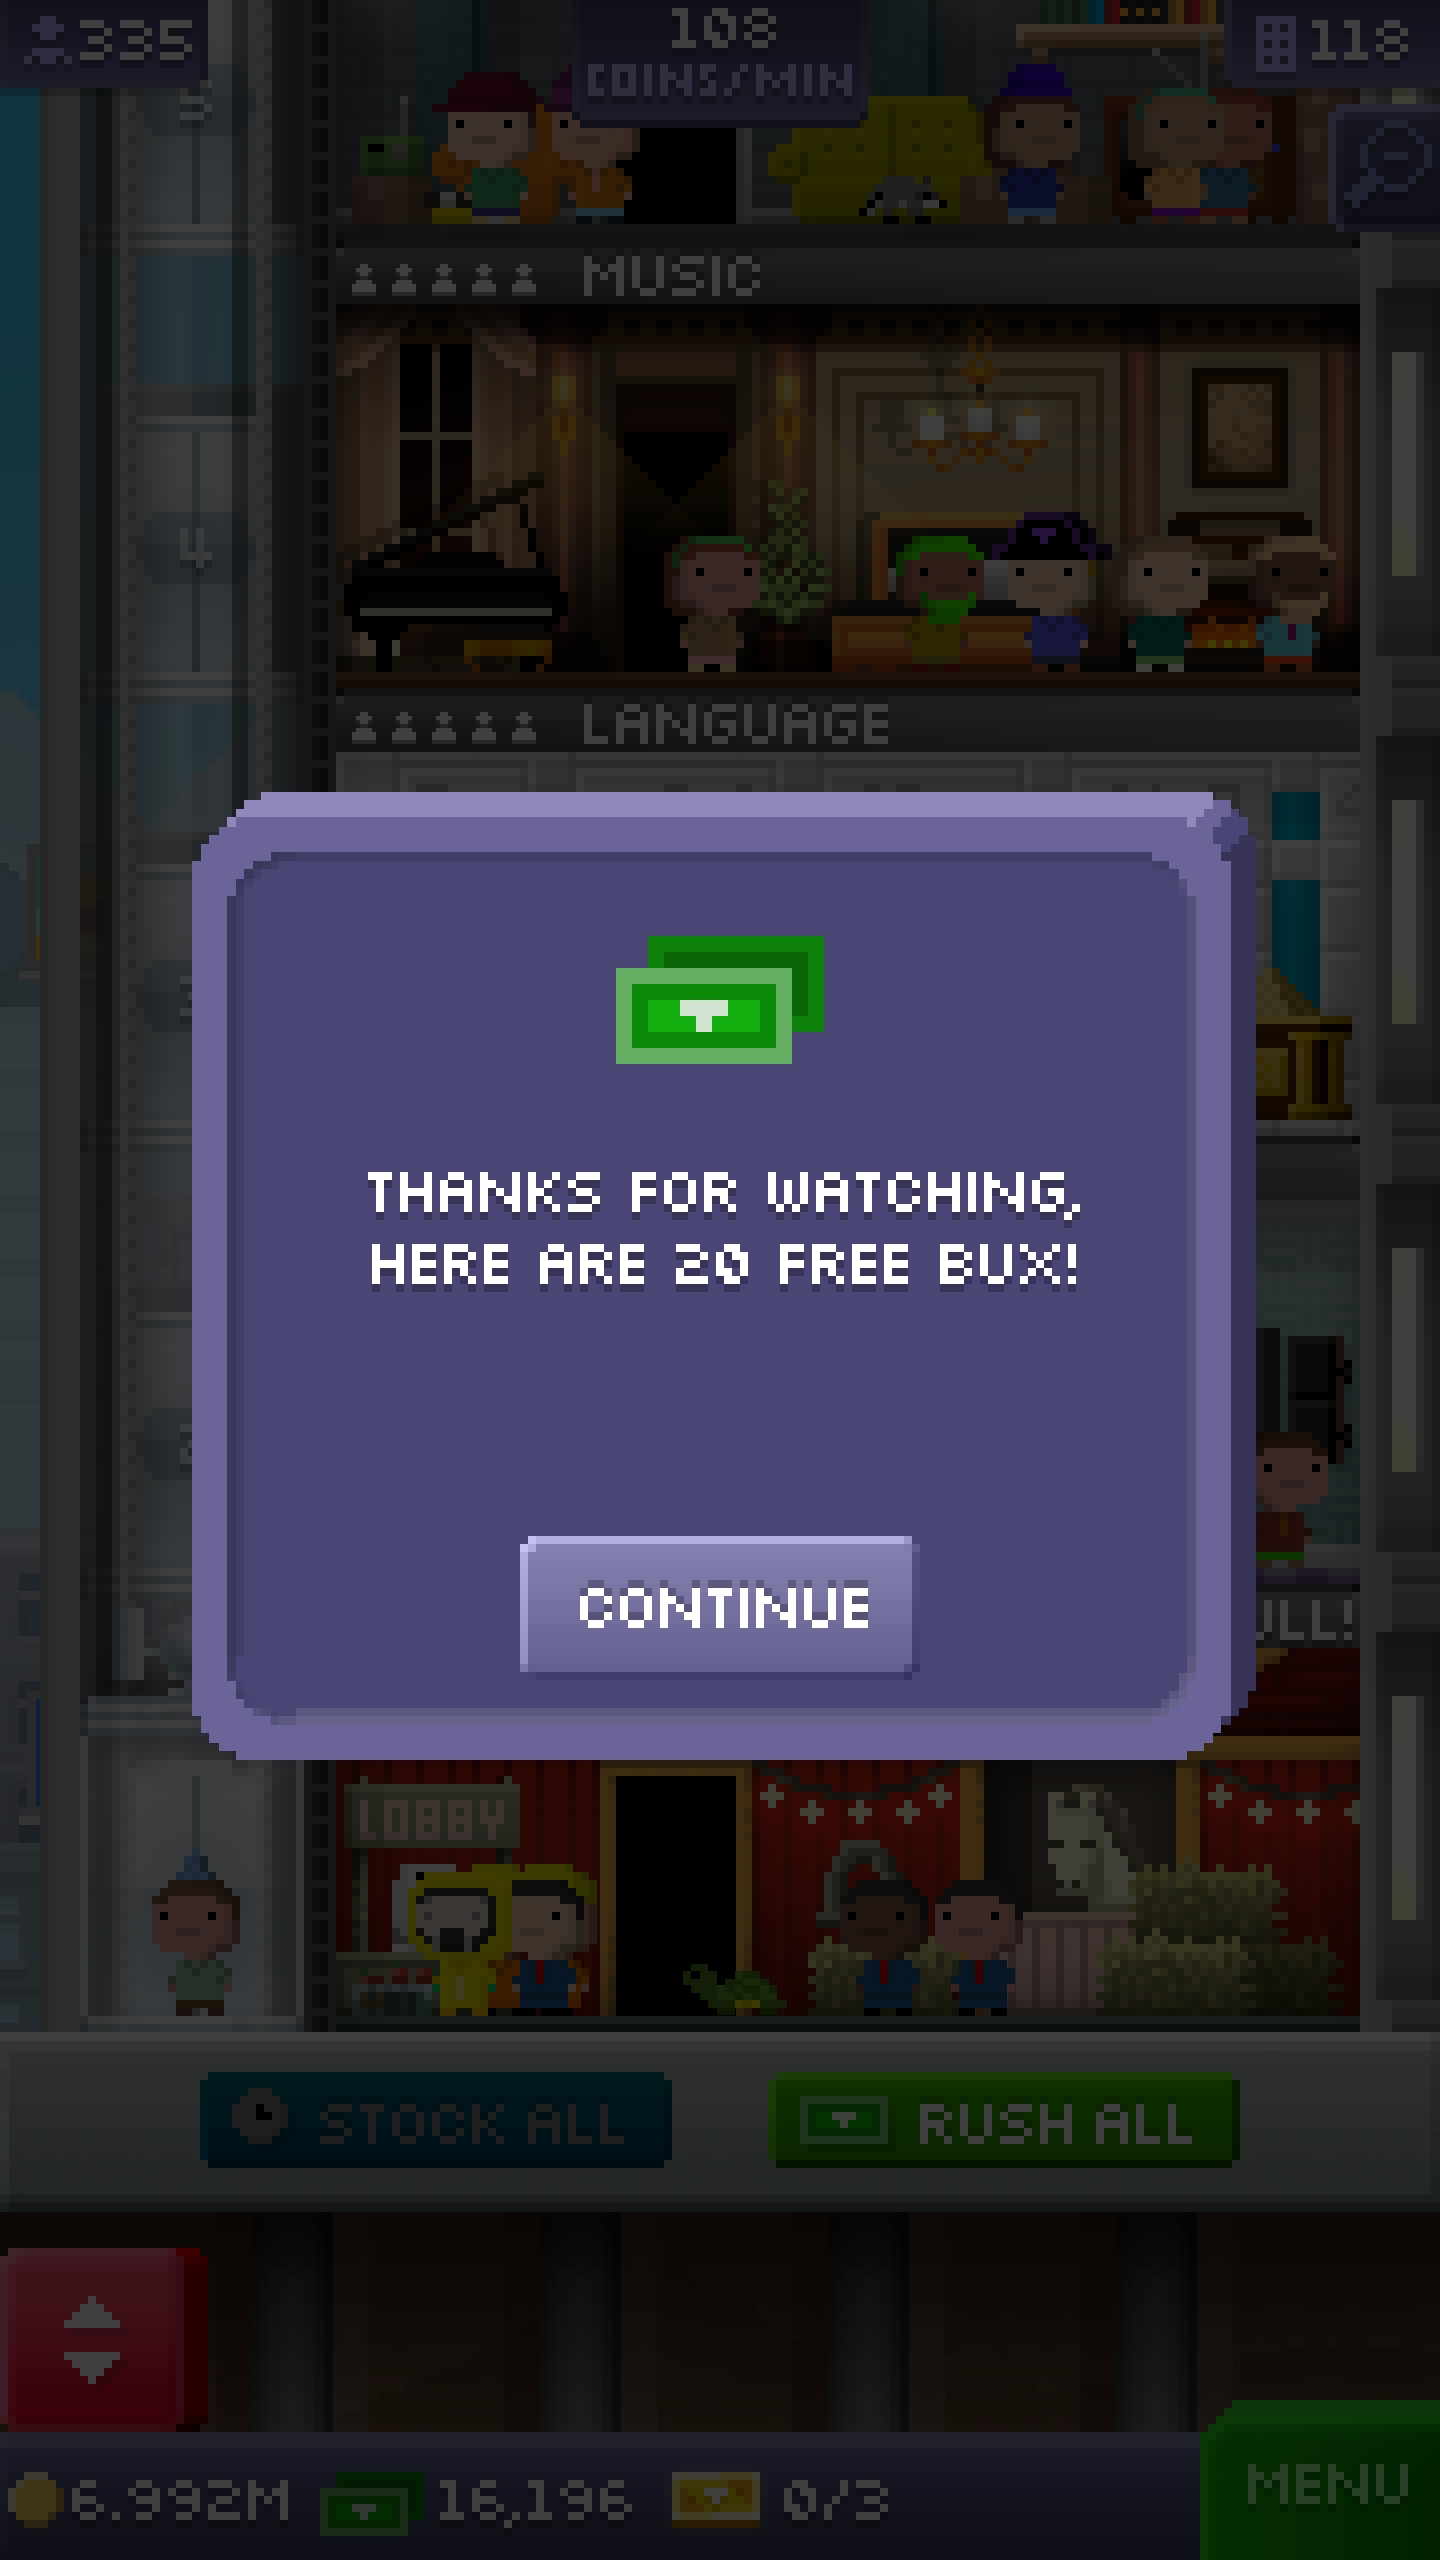 335
108
COINS/MIN
118
5
MUSIC
4
LANGUAGE
THANKS FOR WATCHING,
HERE ARE 20 FREE BUX!
CONTINUE
LOBBY
STOCK ALL
RUSH ALL
6.992M
16,196
0/3
MENU